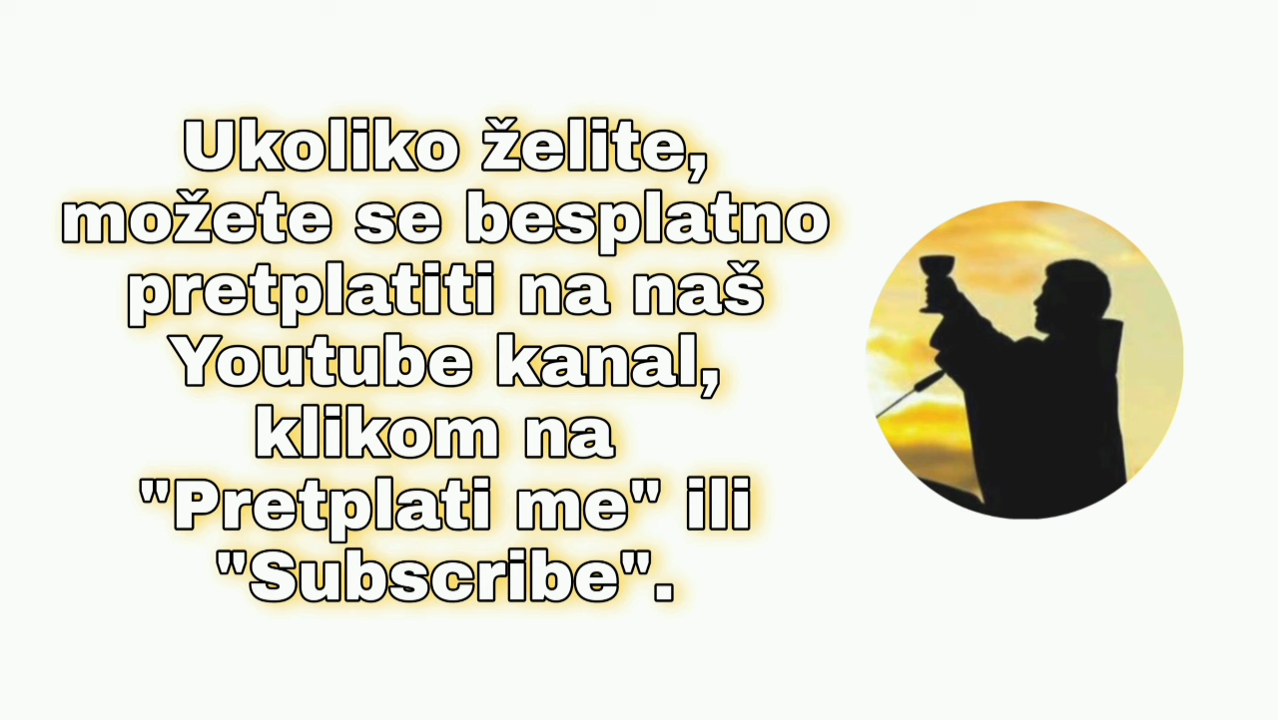 Ukoliko želite,
možete se besplatno
pretplatiti na naš
Youtube kanal,
klikom na
"Pretplati me" ili
"Subscribe".